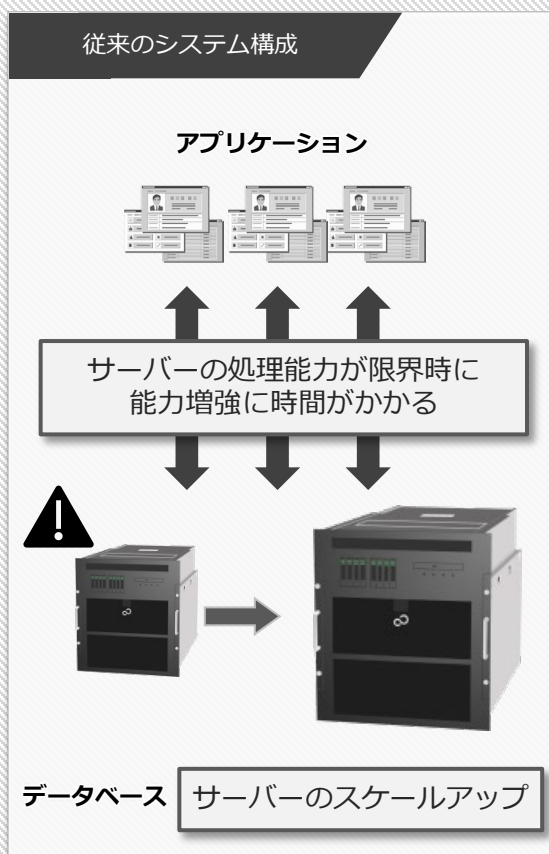 従来のシステム構成
アプリケーション
サーバーの処理能力が限界時に
能力増強に時間がかかる
データベース
サーバーのスケールアップ